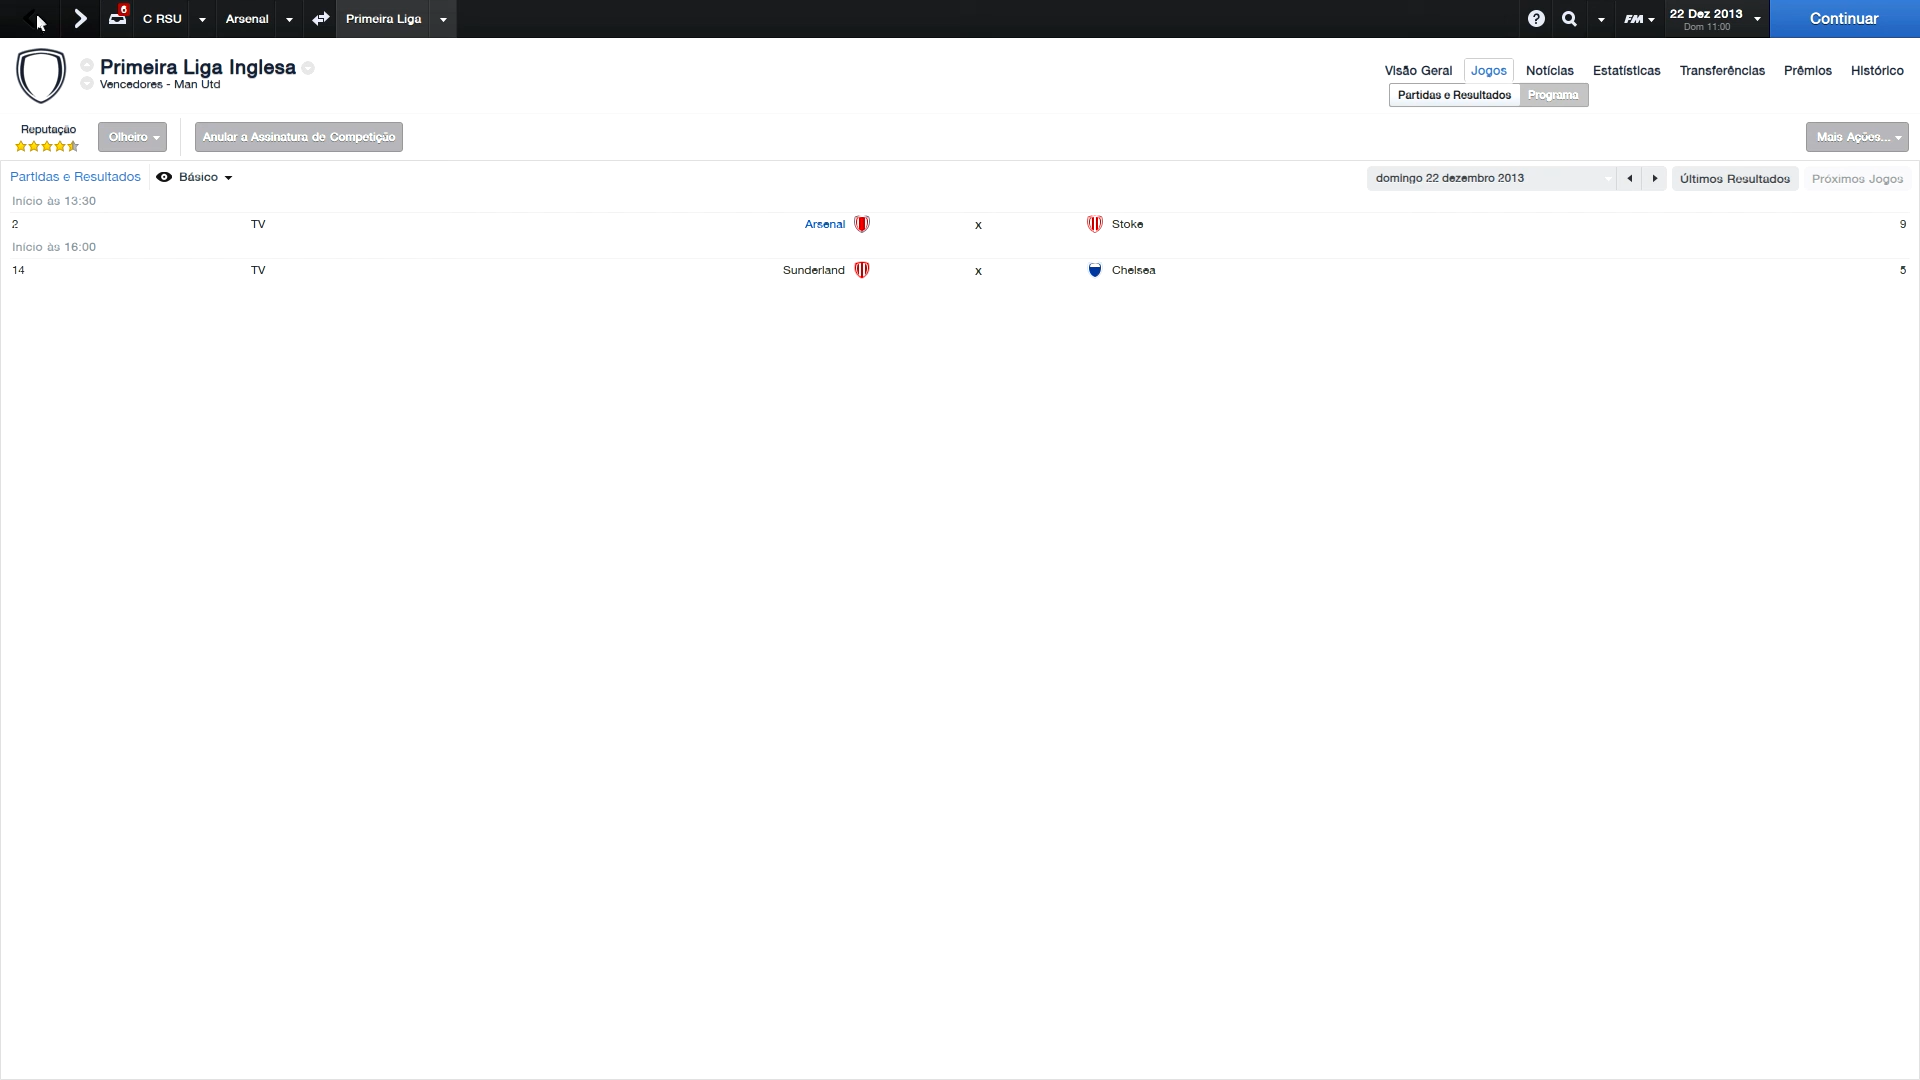 6 C RSU Arsenal Primeira Liga FM 22 Dez 2013 Continuar
Dom 11:00
Primeira Liga Inglesa
Vencedores - Man Utd
Visão Geral Jogos Notícias Estatísticas Transferências Prêmios Histórico
Partidas e Resultados Programa
Reputação
Olheiro Anular a Assinatura de Competição Mais Ações...
Partidas e Resultados Básico domingo 22 dezembro 2013 Últimos Resultados Próximos Jogos
Início às 13:30
2 TV Arsenal x Stoke 9
Início às 16:00
14 TV Sunderland x Chelsea 5